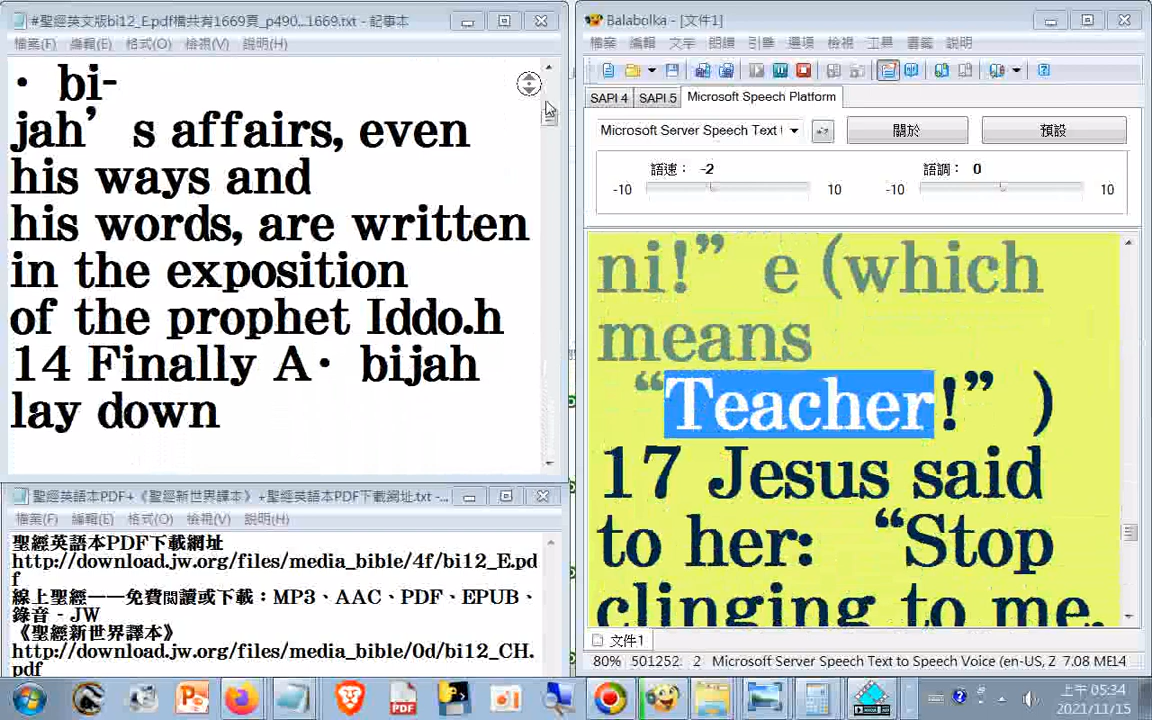 #聖經英文版bi12_E.pdf橫共有1669頁_p490,...1669.txt - 記事本
檔案(F) 編輯(E) 格式(O) 檢視(V) 說明(H)
· bi-
jah’ s affairs, even
his ways and
his words, are written
in the exposition
of the prophet Iddo.h
14 Finally A· bijah
lay down
聖經英語本PDF+《聖經新世界譯本》+聖經英語本PDF下載網址.txt -...
檔案(F) 編輯(E) 格式(O) 檢視(V) 說明(H)
聖經英語本PDF下載網址
http://download.jw.org/files/media_bible/4f/bi12_E.pd
f
線上聖經——免費閱讀或下載：MP3、AAC、PDF、EPUB、
錄音 - JW
《聖經新世界譯本》
http://download.jw.org/files/media_bible/0d/bi12_CH.
pdf
Balabolka - [文件1]
檔案 編輯 文字 朗讀 引擎 選項 檢視 工具 書籤 說明
SAPI 4 SAPI 5 Microsoft Speech Platform
Microsoft Server Speech Text 關於 預設
語速： -2 語調： 0
-10 10 -10 10
ni!” e (which
means
“Teacher!” )
17 Jesus said
to her: “Stop
clinging to me.
文件1
80% 501252: 2 Microsoft Server Speech Text to Speech Voice (en-US, Z 7.08 ME14
上午 05:34
2021/11/15